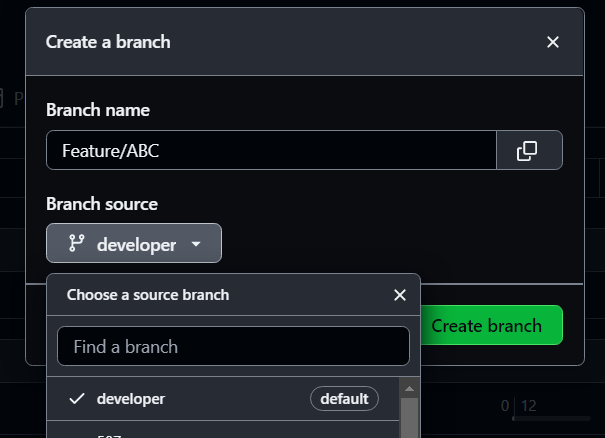 Create a branch
Branch name
Feature/ABC
Branch source
developer
Choose a source branch
Create branch
Find a branch
developer default
0 12